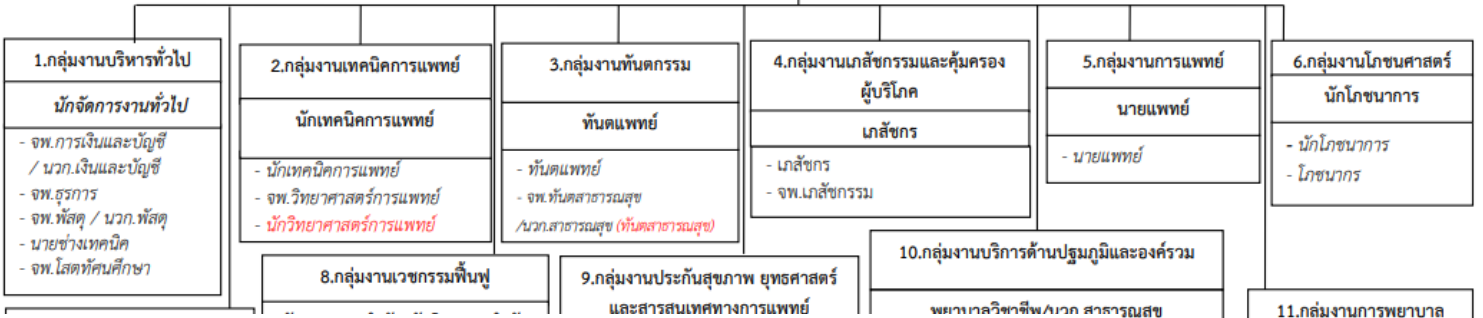 1.กลุ่มงานบริหารทั่วไป
นักจัดการงานทั่วไป
- จพ.การเงินและบัญชี
/ นวก.เงินและบัญชี
- จพ.ธุรการ
- จพ.พัสดุ / นวก.พัสดุ
- นายช่างเทคนิค
- จพ.โสตทัศนศึกษา
2.กลุ่มงานเทคนิคการแพทย์
นักเทคนิคการแพทย์
- นักเทคนิคการแพทย์
- จพ.วิทยาศาสตร์การแพทย์
- นักวิทยาศาสตร์การแพทย์
3.กลุ่มงานทันตกรรม
ทันตแพทย์
- ทันตแพทย์
- จพ.ทันตสาธารณสุข
/นวก.สาธารณสุข (ทันตสาธารณสุข)
4.กลุ่มงานเภสัชกรรมและคุ้มครอง
ผู้บริโภค
เภสัชกร
- เภสัชกร
- จพ.เภสัชกรรม
5.กลุ่มงานการแพทย์
นายแพทย์
- นายแพทย์
6.กลุ่มงานโภชนศาสตร์
นักโภชนาการ
- นักโภชนาการ
- โภชนากร
8.กลุ่มงานเวชกรรมฟื้นฟู
9.กลุ่มงานประกันสุขภาพ ยุทธศาสตร์
และสารสนเทศทางการแพทย์
10.กลุ่มงานบริการด้านปฐมภูมิและองค์รวม
พยาบาลวิชาชีพ/นวก.สาธารณสุข
11.กลุ่มงานการพยาบาล